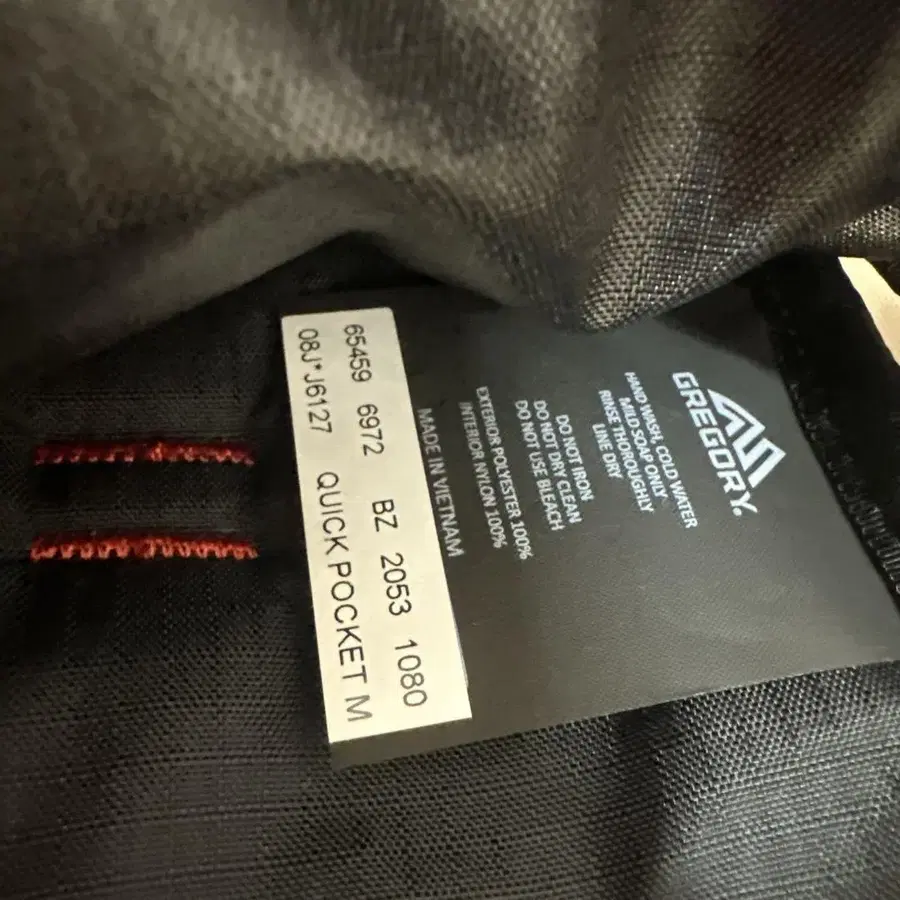 GREGORY.
HAND WASH, COLD WATER
MILD SOAP ONLY
RINSE THOROUGHLY
LINE DRY
DO NOT IRON
DO NOT DRY CLEAN
DO NOT USE BLEACH
EXTERIOR POLYESTER 100%
INTERIOR NYLON 100%
MADE IN VIETNAM
65459 6972 BZ 2053 1080
08J*J6127 QUICK POCKET M